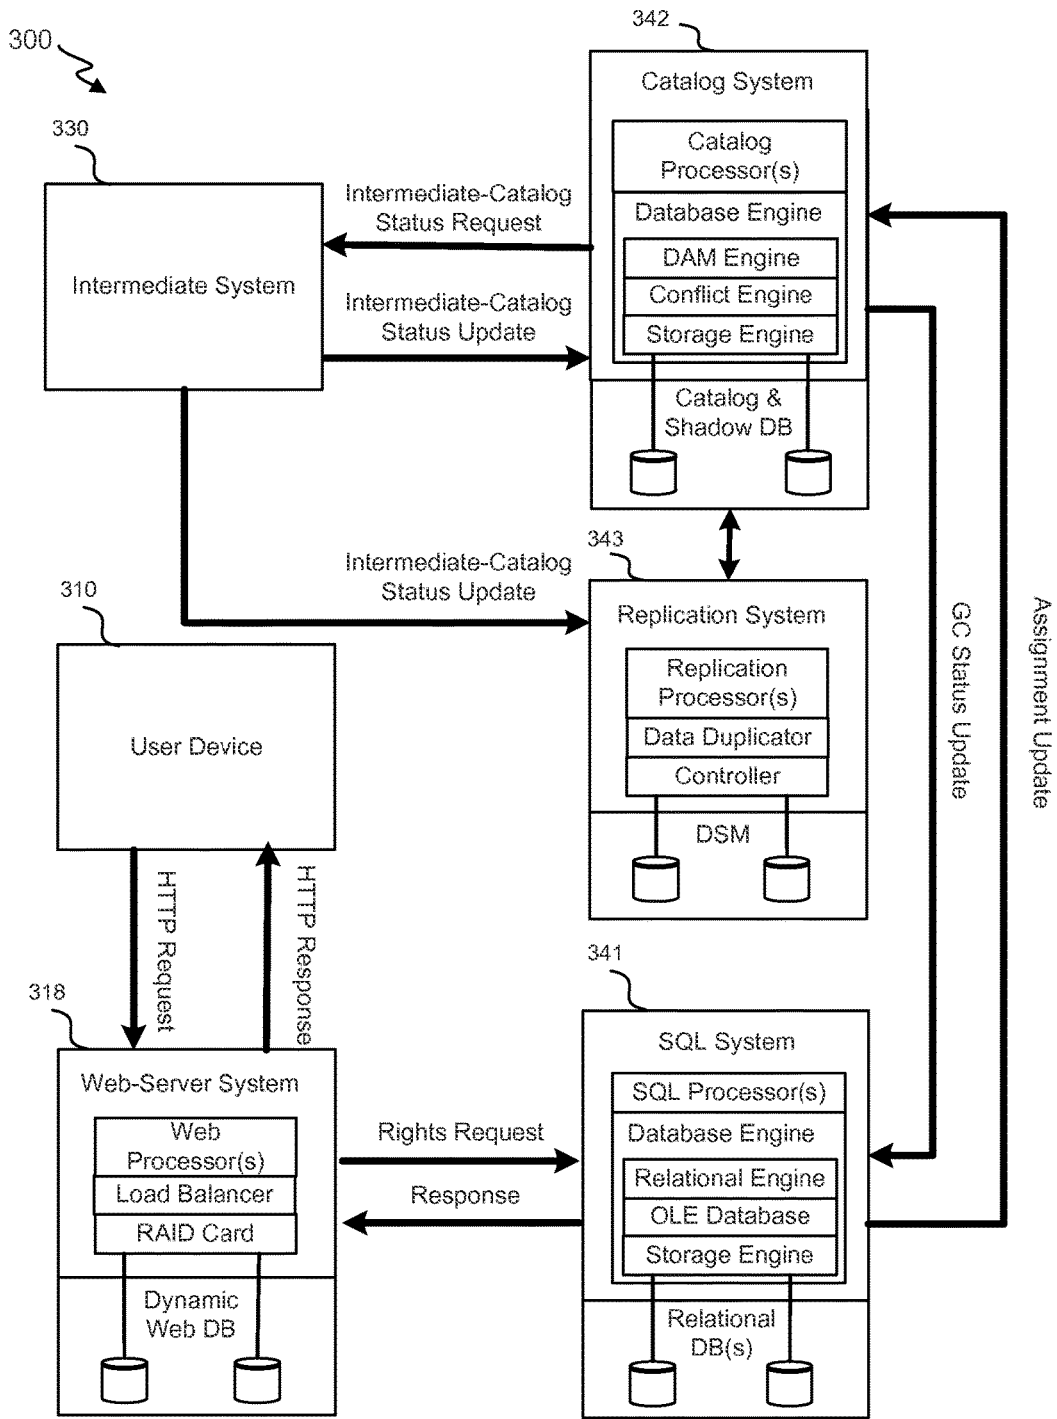 300
342
Catalog System
Catalog
Processor(s)
Database Engine
DAM Engine
Conflict Engine
Storage Engine
Catalog &
Shadow DB
330
Intermediate System
Intermediate-Catalog
Status Request
Intermediate-Catalog
Status Update
Intermediate-Catalog
Status Update
343
Replication System
Replication
Processor(s)
Data Duplicator
Controller
DSM
GC Status Update
Assignment Update
310
User Device
HTTP Request
HTTP Response
318
Web-Server System
Web
Processor(s)
Load Balancer
RAID Card
Dynamic
Web DB
Rights Request
Response
341
SQL System
SQL Processor(s)
Database Engine
Relational Engine
OLE Database
Storage Engine
Relational
DB(s)